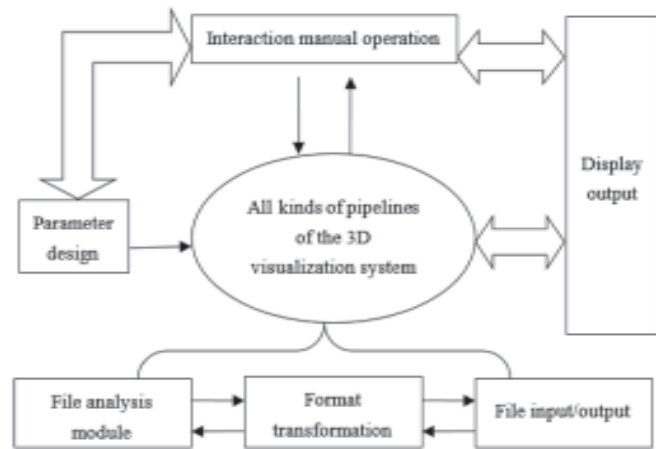 Interaction manual operation
Display
output
All kinds of pipelines
of the 3D
visualization system
Parameter
design
File analysis
module
Format
transformation
File input/output